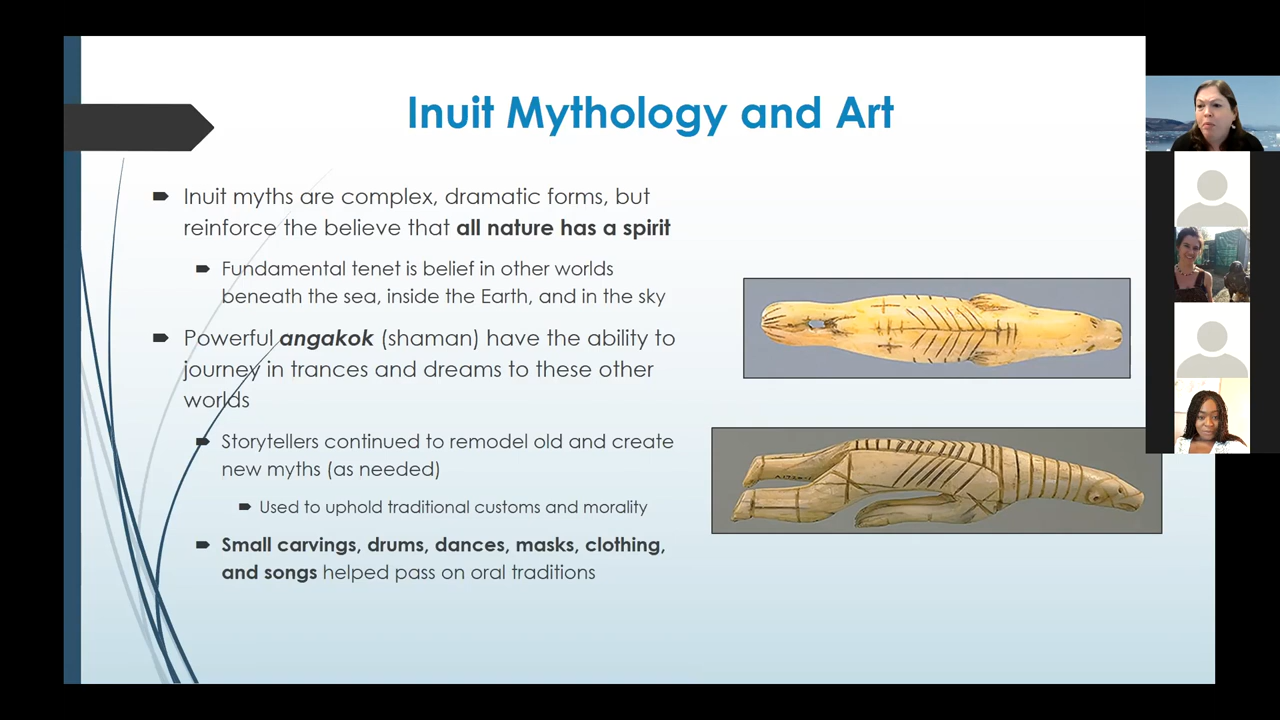 Inuit Mythology and Art
Inuit myths are complex, dramatic forms, but
reinforce the believe that all nature has a spirit
Fundamental tenet is belief in other worlds
beneath the sea, inside the Earth, and in the sky
Powerful angakok (shaman) have the ability to
journey in trances and dreams to these other
worlds
Storytellers continued to remodel old and create
new myths (as needed)
Used to uphold traditional customs and morality
Small carvings, drums, dances, masks, clothing,
and songs helped pass on oral traditions